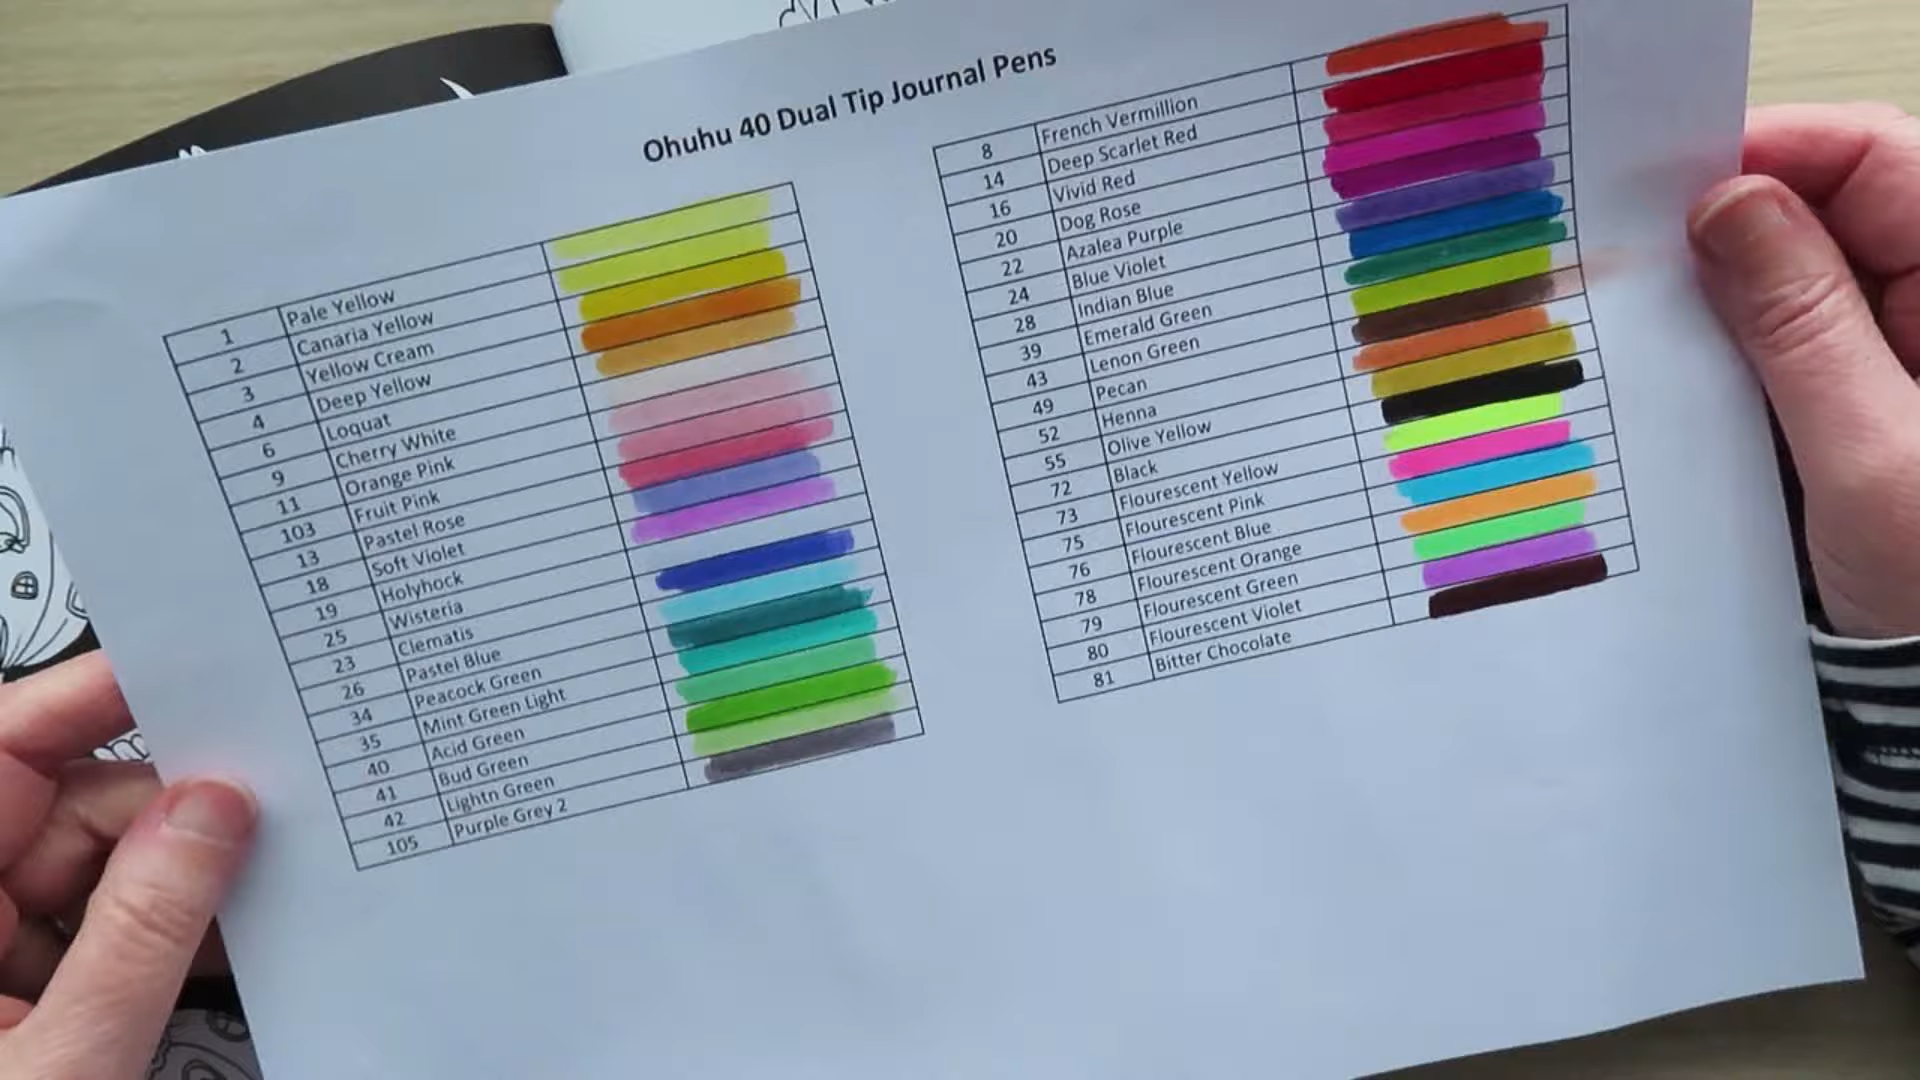 Ohuhu 40 Dual Tip Journal Pens
1 Pale Yellow
2 Canaria Yellow
3 Yellow Cream
4 Deep Yellow
6 Loquat
9 Cherry White
11 Orange Pink
103 Fruit Pink
13 Pastel Rose
18 Soft Violet
19 Holyhock
25 Wisteria
23 Clematis
26 Pastel Blue
34 Peacock Green
35 Mint Green Light
40 Acid Green
41 Bud Green
42 Lightn Green
105 Purple Grey 2
8 French Vermillion
14 Deep Scarlet Red
16 Vivid Red
20 Dog Rose
22 Azalea Purple
24 Blue Violet
28 Indian Blue
39 Emerald Green
43 Lenon Green
49 Pecan
52 Henna
55 Olive Yellow
72 Black
73 Flourescent Yellow
75 Flourescent Pink
76 Flourescent Blue
78 Flourescent Orange
79 Flourescent Green
80 Flourescent Violet
81 Bitter Chocolate